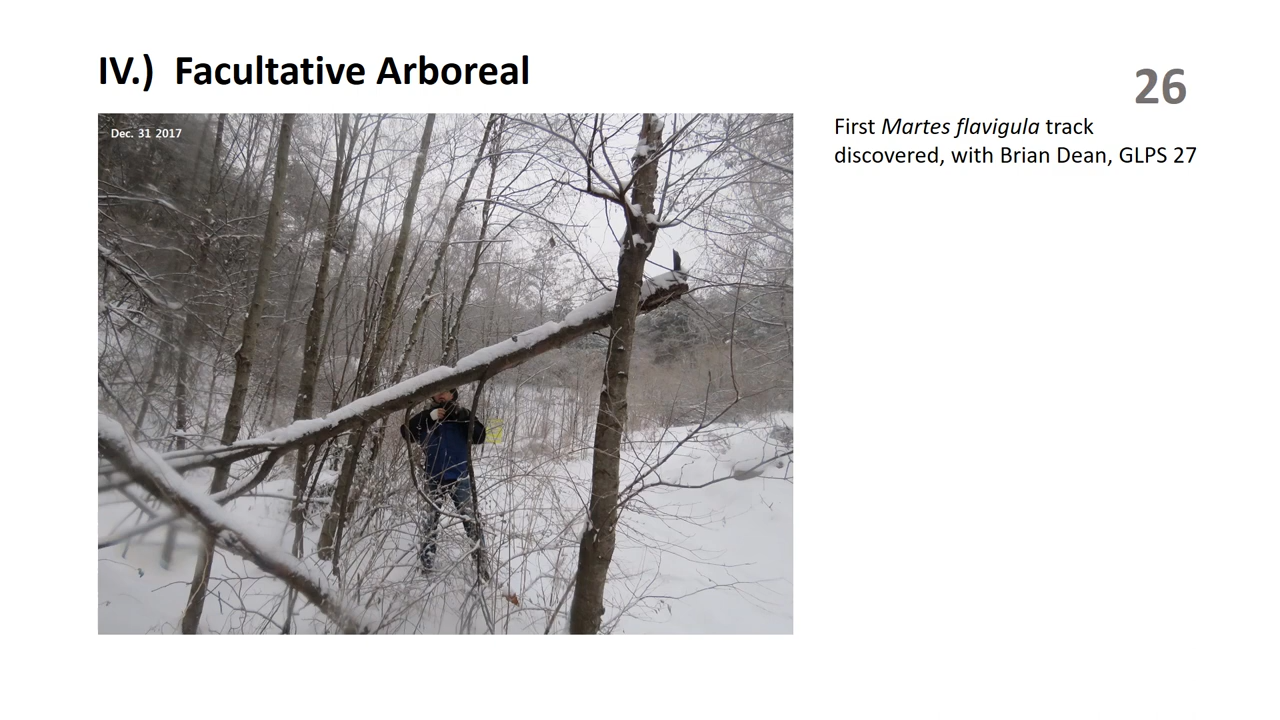 IV.)  Facultative Arboreal
26
Dec. 31 2017
First Martes flavigula track
discovered, with Brian Dean, GLPS 27